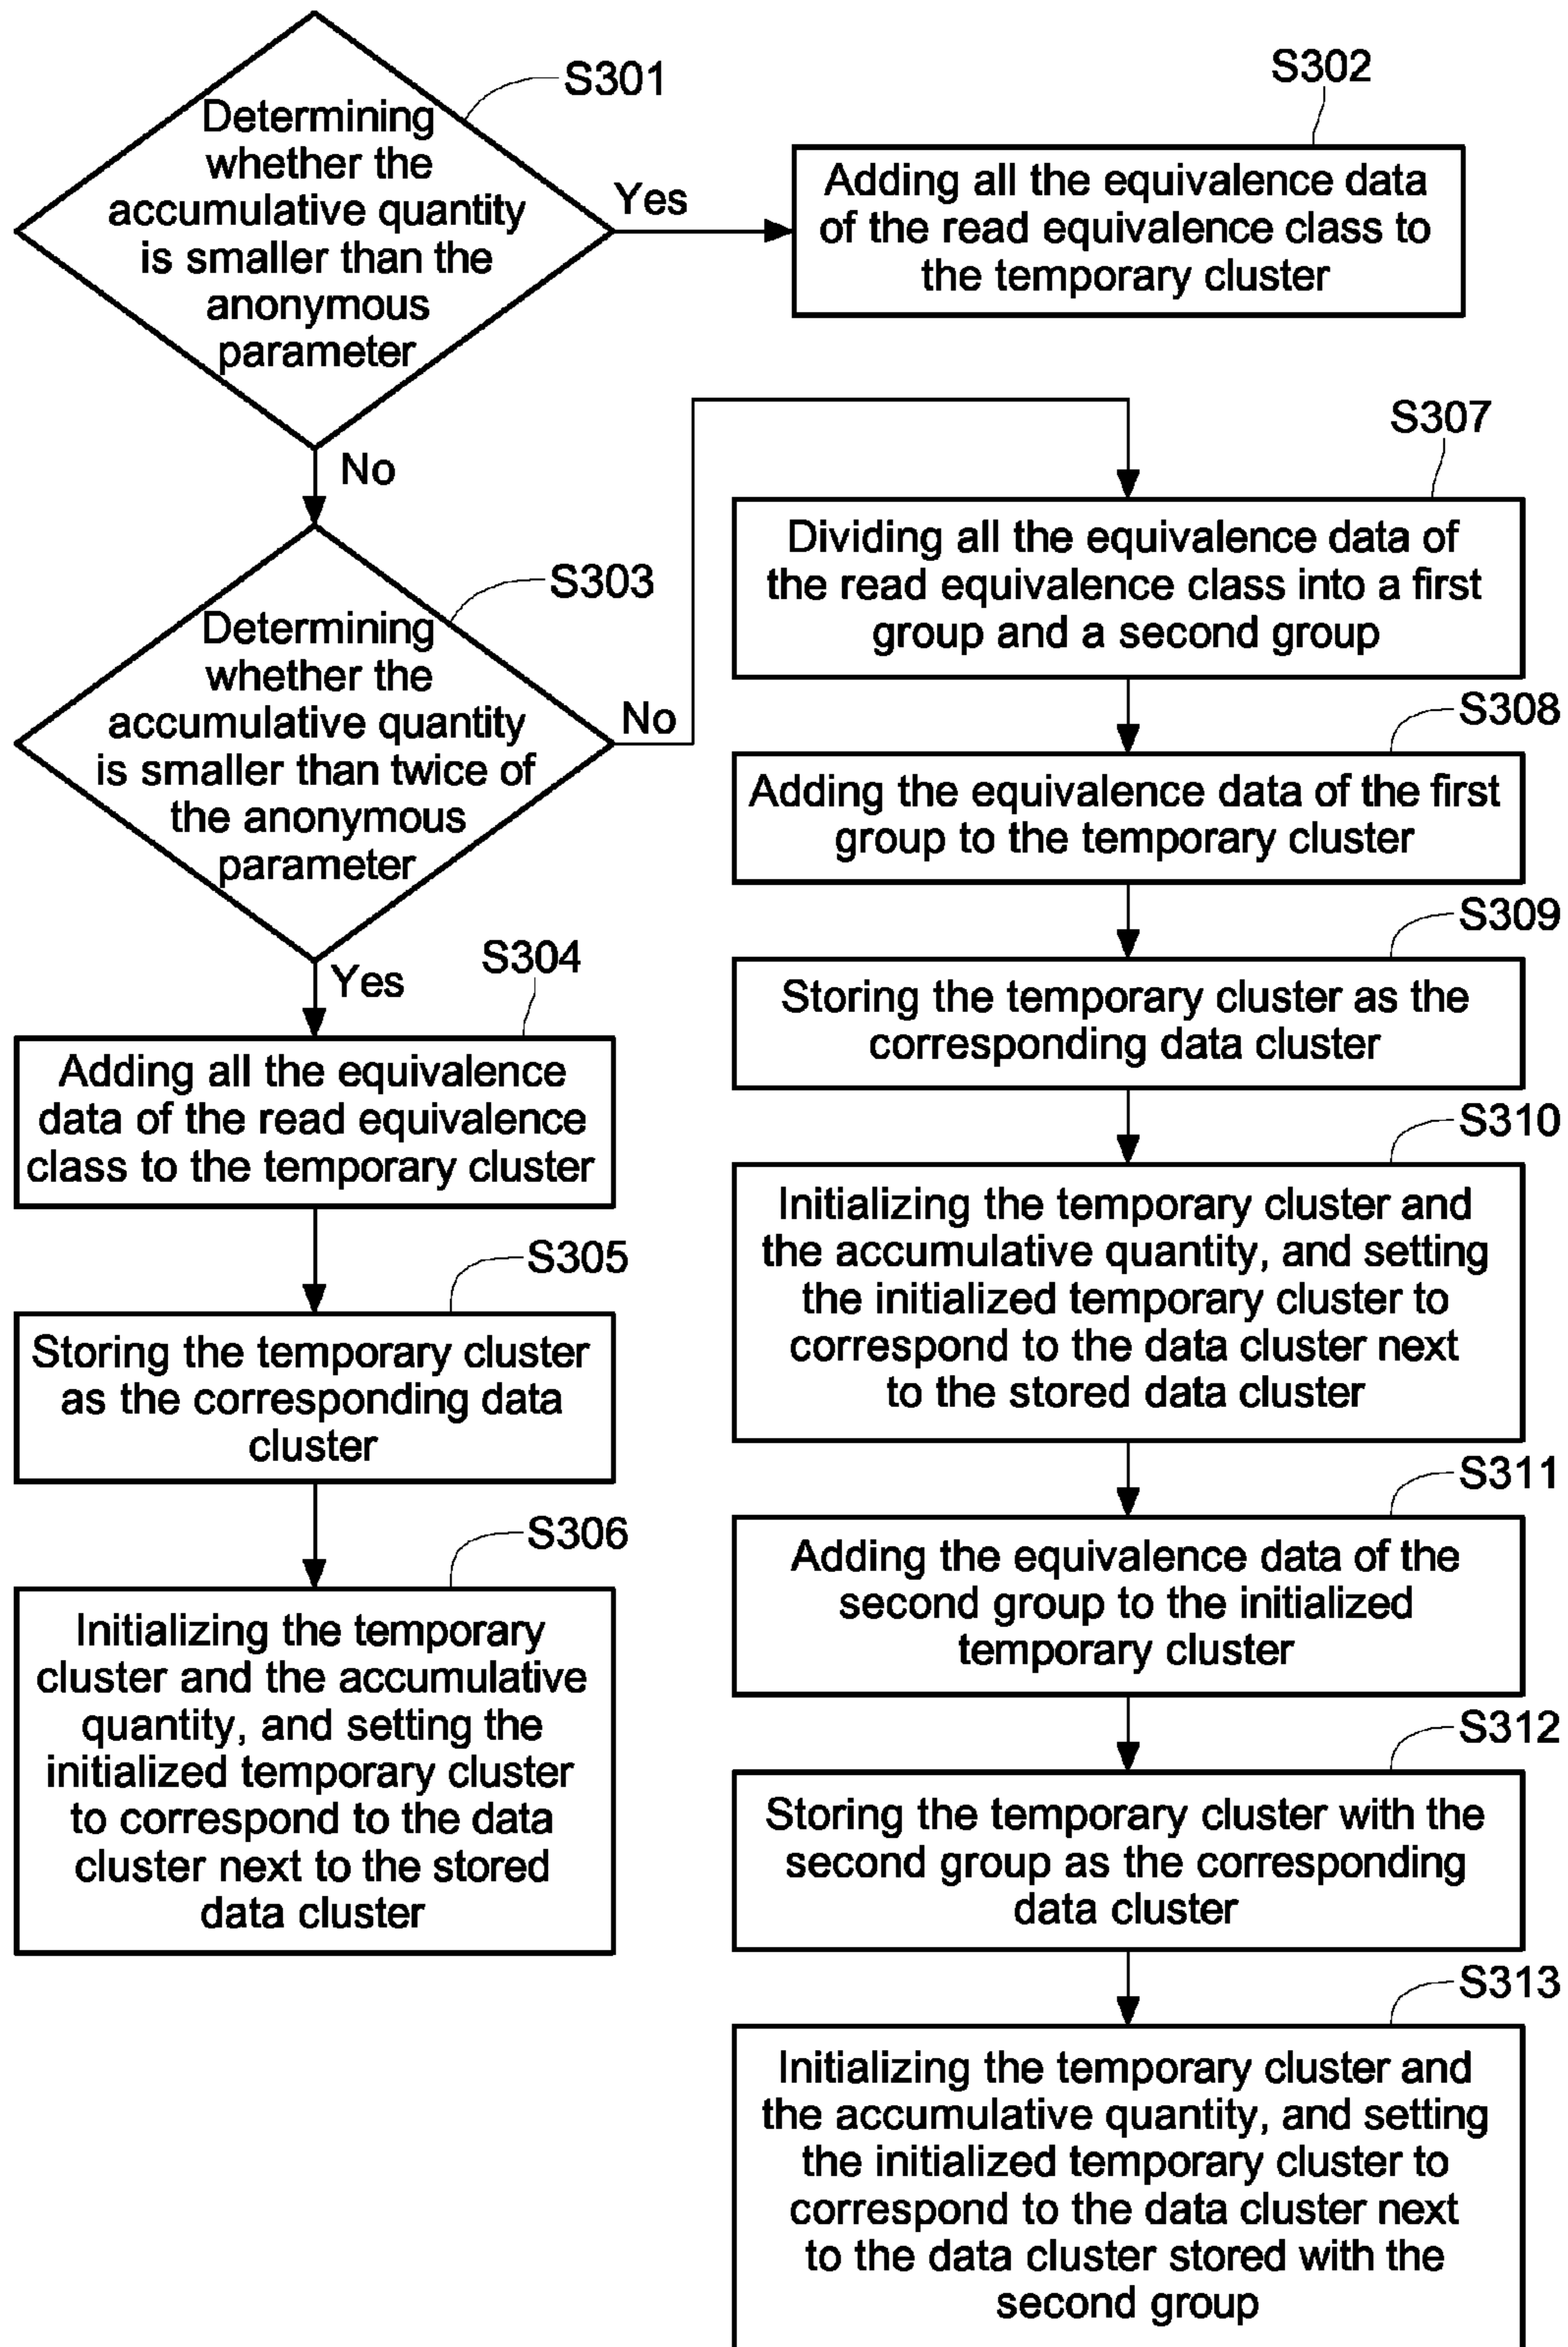 S301
Determining
whether the
accumulative quantity
is smaller than the
anonymous
parameter
Yes
S302
Adding all the equivalence data
of the read equivalence class to
the temporary cluster
No
S303
Determining
whether the
accumulative quantity
is smaller than twice of
the anonymous
parameter
No
Yes
S304
Adding all the equivalence
data of the read equivalence
class to the temporary cluster
S305
Storing the temporary cluster
as the corresponding data
cluster
S306
Initializing the temporary
cluster and the accumulative
quantity, and setting the
initialized temporary cluster
to correspond to the data
cluster next to the stored
data cluster
S307
Dividing all the equivalence data of
the read equivalence class into a first
group and a second group
S308
Adding the equivalence data of the first
group to the temporary cluster
S309
Storing the temporary cluster as the
corresponding data cluster
S310
Initializing the temporary cluster and
the accumulative quantity, and setting
the initialized temporary cluster to
correspond to the data cluster next
to the stored data cluster
S311
Adding the equivalence data of the
second group to the initialized
temporary cluster
S312
Storing the temporary cluster with the
second group as the corresponding
data cluster
S313
Initializing the temporary cluster and
the accumulative quantity, and setting
the initialized temporary cluster to
correspond to the data cluster next
to the data cluster stored with the
second group